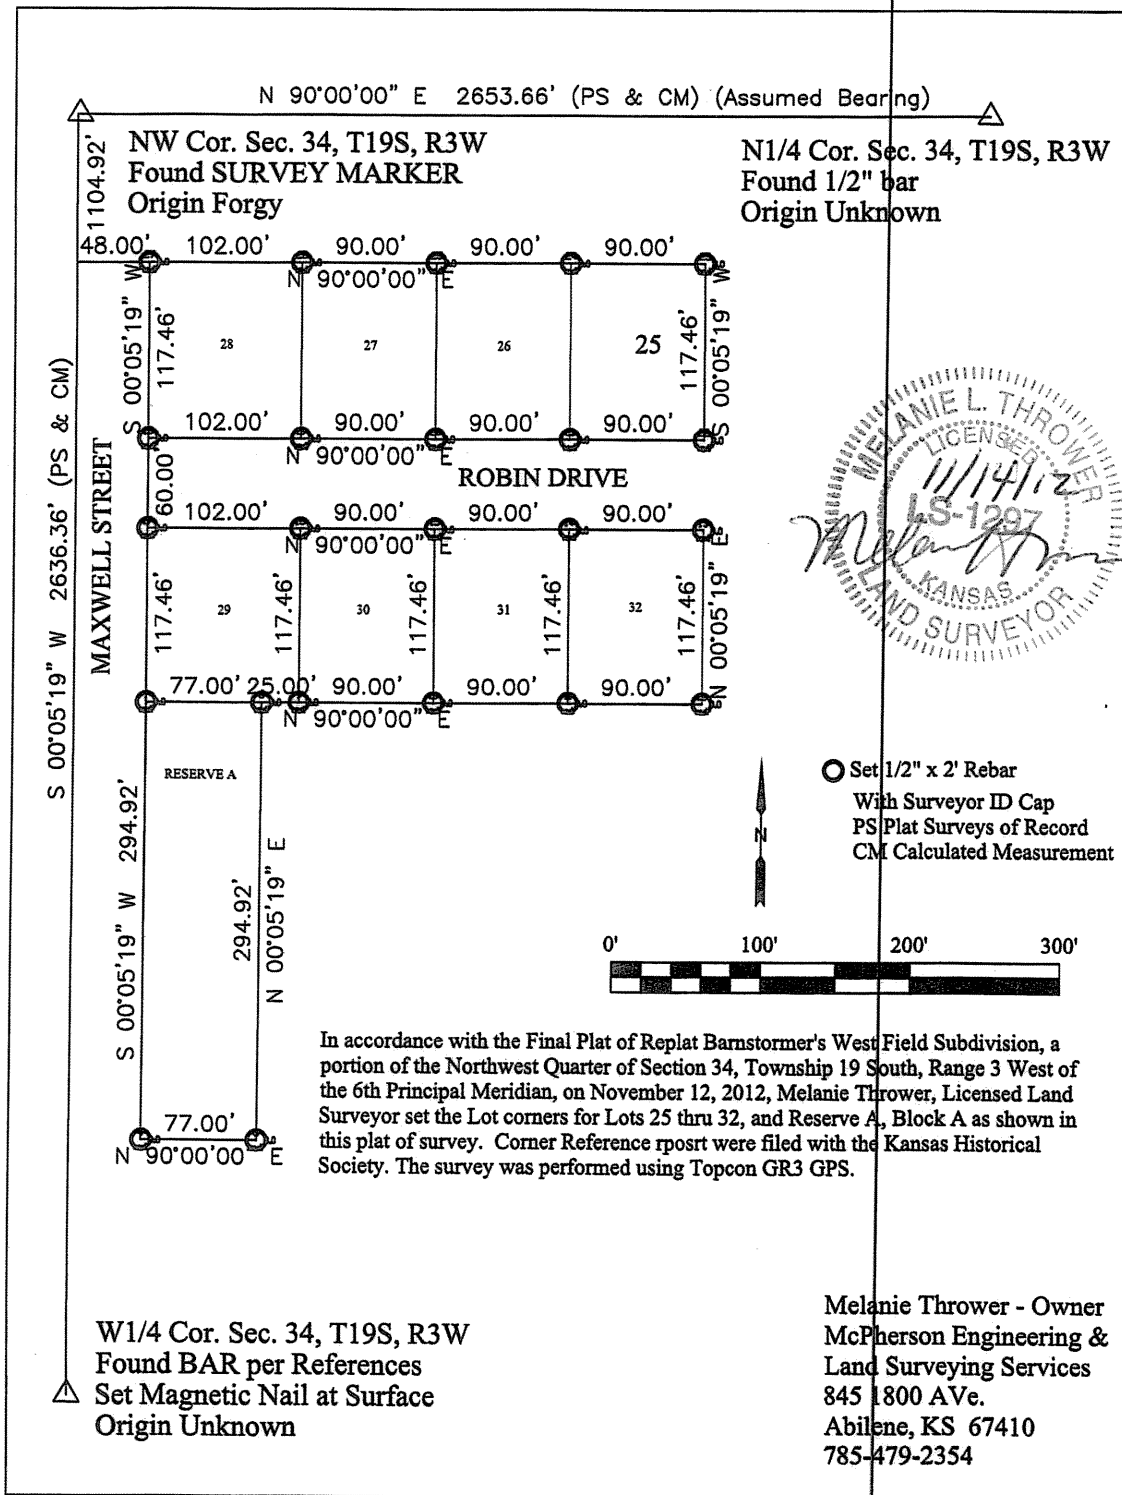 N 90°00'00" E 2653.66' (PS & CM) (Assumed Bearing)
NW Cor. Sec. 34, T19S, R3W
Found SURVEY MARKER
Origin Forgy
N1/4 Cor. Sec. 34, T19S, R3W
Found 1/2" bar
Origin Unknown
1104.92'
48.00' 102.00' 90.00' 90.00' 90.00'
N 90°00'00" E
S 00°05'19" W
117.46'
28 27 26 25
117.46'
S 00°05'19" W
102.00' 90.00' 90.00' 90.00'
N 90°00'00" E
60.00'
ROBIN DRIVE
MAXWELL STREET
S 00°05'19" W 2636.36' (PS & CM)
102.00' 90.00' 90.00' 90.00'
N 90°00'00" E
117.46' 117.46' 117.46' 117.46' 117.46'
29 30 31 32
N 00°05'19" E
77.00' 25.00' 90.00' 90.00' 90.00'
N 90°00'00" E
RESERVE A
S 00°05'19" W 294.92'
294.92'
N 00°05'19" E
77.00'
N 90°00'00 E
MELANIE L. THROWER
LICENSED
11/14/12
LS-1297
KANSAS
LAND SURVEYOR
Set 1/2" x 2' Rebar
With Surveyor ID Cap
PS Plat Surveys of Record
CM Calculated Measurement
N
0' 100' 200' 300'
In accordance with the Final Plat of Replat Barnstormer's West Field Subdivision, a
portion of the Northwest Quarter of Section 34, Township 19 South, Range 3 West of
the 6th Principal Meridian, on November 12, 2012, Melanie Thrower, Licensed Land
Surveyor set the Lot corners for Lots 25 thru 32, and Reserve A, Block A as shown in
this plat of survey. Corner Reference rposrt were filed with the Kansas Historical
Society. The survey was performed using Topcon GR3 GPS.
W1/4 Cor. Sec. 34, T19S, R3W
Found BAR per References
Set Magnetic Nail at Surface
Origin Unknown
Melanie Thrower - Owner
McPherson Engineering &
Land Surveying Services
845 1800 AVe.
Abilene, KS 67410
785-479-2354